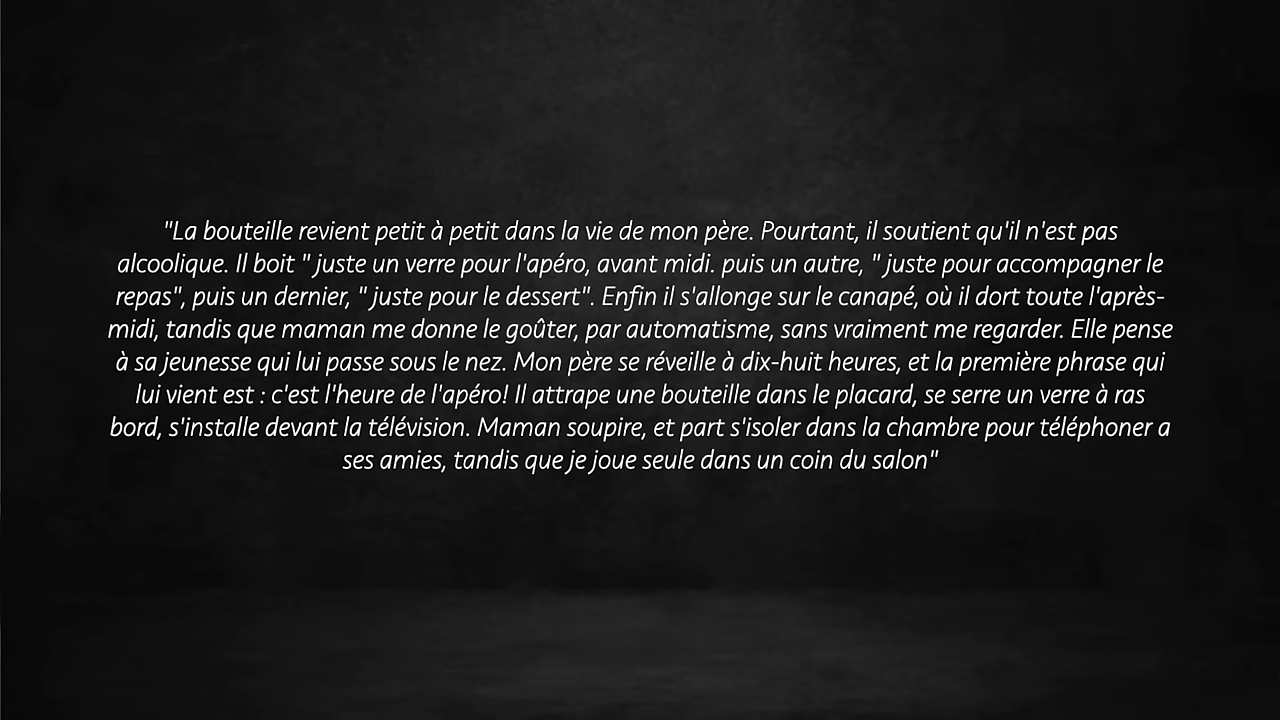 "La bouteille revient petit à petit dans la vie de mon père. Pourtant, il soutient qu'il n'est pas
alcoolique. Il boit " juste un verre pour l'apéro, avant midi. puis un autre, " juste pour accompagner le
repas", puis un dernier, " juste pour le dessert". Enfin il s'allonge sur le canapé, où il dort toute l'après-
midi, tandis que maman me donne le goûter, par automatisme, sans vraiment me regarder. Elle pense
à sa jeunesse qui lui passe sous le nez. Mon père se réveille à dix-huit heures, et la première phrase qui
lui vient est : c'est l'heure de l'apéro! Il attrape une bouteille dans le placard, se serre un verre à ras
bord, s'installe devant la télévision. Maman soupire, et part s'isoler dans la chambre pour téléphoner a
ses amies, tandis que je joue seule dans un coin du salon"